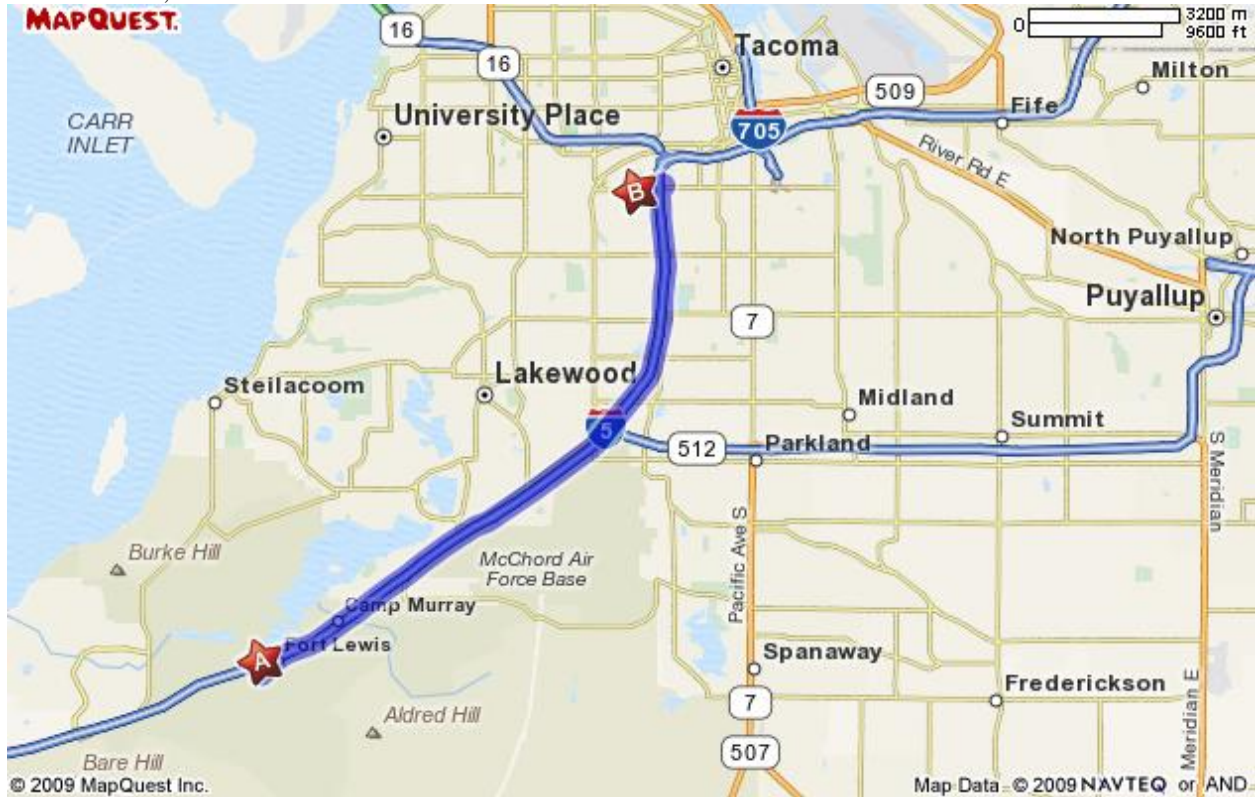 MAPQUEST.
16
0 3200 m
9600 ft
Tacoma
16
Milton
509
Fife
CARR
INLET
University Place
705
River Rd E
B
North Puyallup
Puyallup
7
Lakewood
Steilacoom
Midland
5
Summit
512
Parkland
S Meridian
Burke Hill
McChord Air
Force Base
Pacific Ave S
Camp Murray
Fort Lewis
A
Spanaway
Frederickson
7
Aldred Hill
Meridian E
507
Bare Hill
© 2009 MapQuest Inc.
Map Data © 2009 NAVTEQ or AND